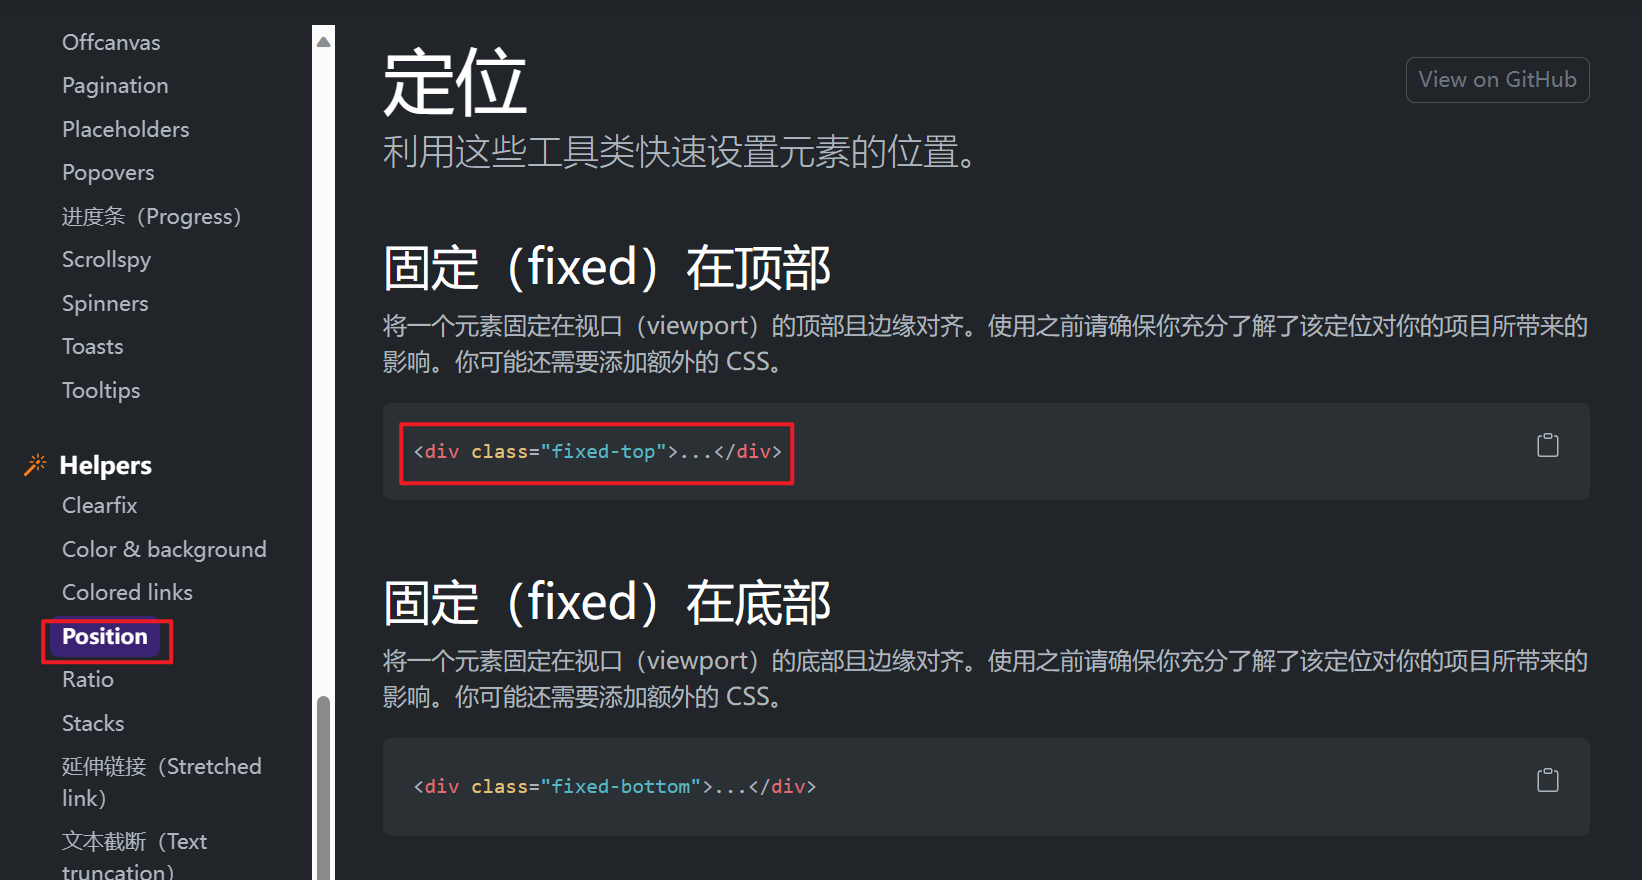 Offcanvas
Pagination
Placeholders
Popovers
进度条（Progress）
Scrollspy
Spinners
Toasts
Tooltips
Helpers
Clearfix
Color & background
Colored links
Position
Ratio
Stacks
延伸链接（Stretched
link）
文本截断（Text
truncation）
定位
View on GitHub
利用这些工具类快速设置元素的位置。
固定（fixed）在顶部
将一个元素固定在视口（viewport）的顶部且边缘对齐。使用之前请确保你充分了解了该定位对你的项目所带来的
影响。你可能还需要添加额外的 CSS。
<div class="fixed-top">...</div>
固定（fixed）在底部
将一个元素固定在视口（viewport）的底部且边缘对齐。使用之前请确保你充分了解了该定位对你的项目所带来的
影响。你可能还需要添加额外的 CSS。
<div class="fixed-bottom">...</div>